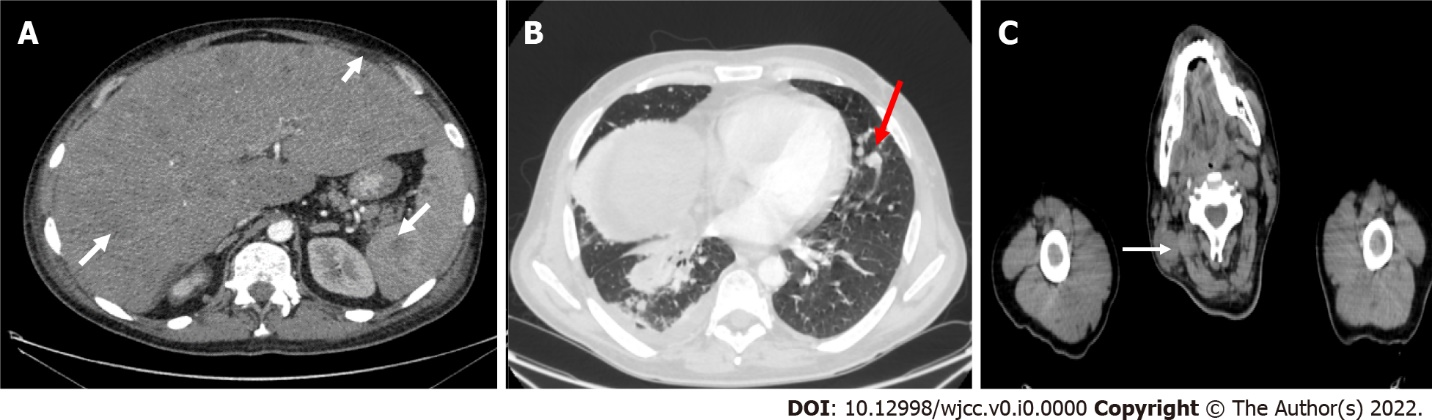 A
B
C
DOI: 10.12998/wjcc.v0.i0.0000 Copyright © The Author(s) 2022.